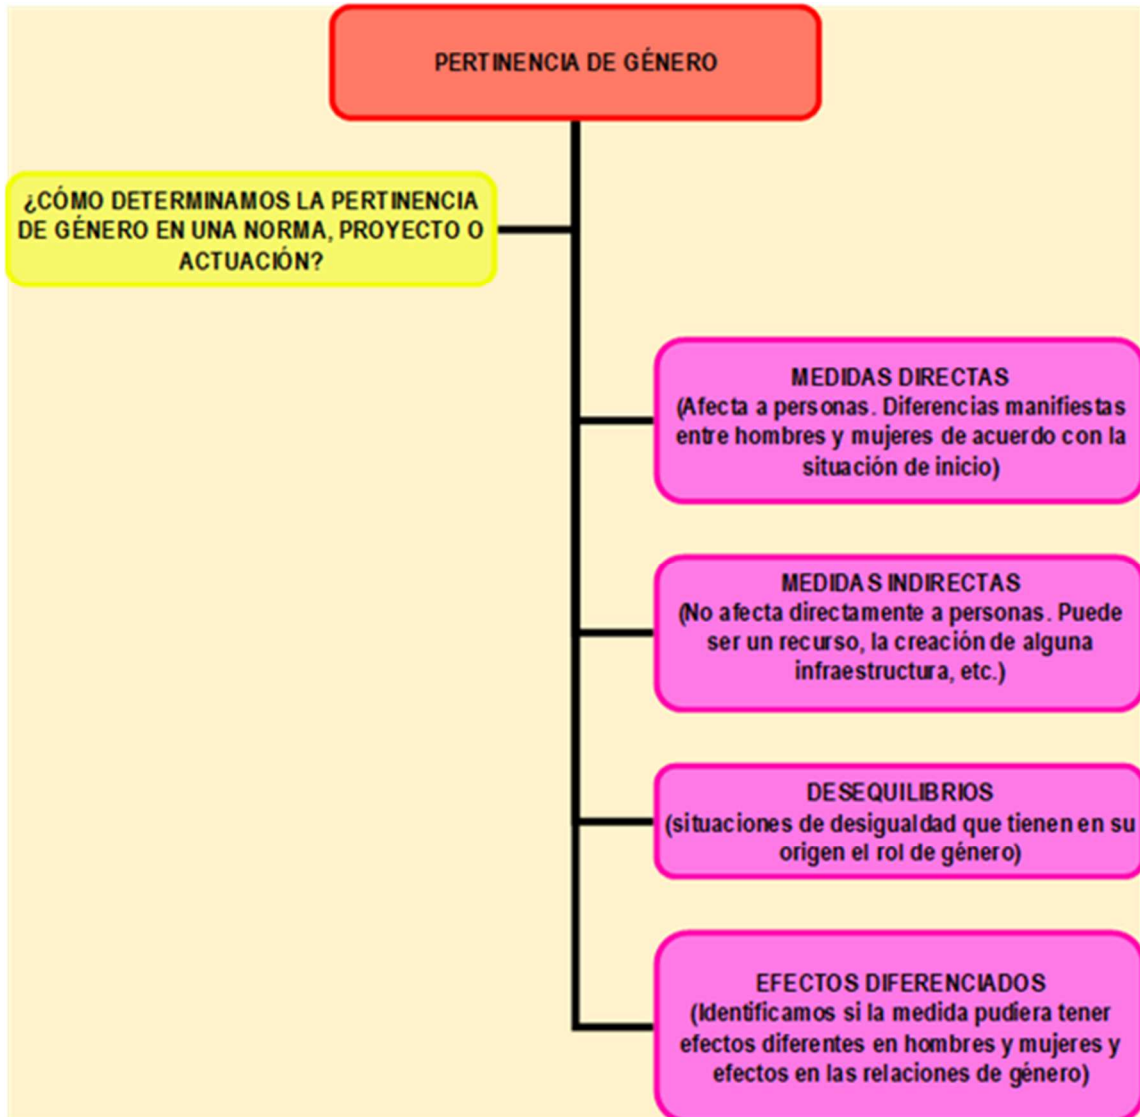 PERTINENCIA DE GÉNERO
¿CÓMO DETERMINAMOS LA PERTINENCIA
DE GÉNERO EN UNA NORMA, PROYECTO O
ACTUACIÓN?
MEDIDAS DIRECTAS
(Afecta a personas. Diferencias manifiestas
entre hombres y mujeres de acuerdo con la
situación de inicio)
MEDIDAS INDIRECTAS
(No afecta directamente a personas. Puede
ser un recurso, la creación de alguna
infraestructura, etc.)
DESEQUILIBRIOS
(situaciones de desigualdad que tienen en su
origen el rol de género)
EFECTOS DIFERENCIADOS
(Identificamos si la medida pudiera tener
efectos diferentes en hombres y mujeres y
efectos en las relaciones de género)